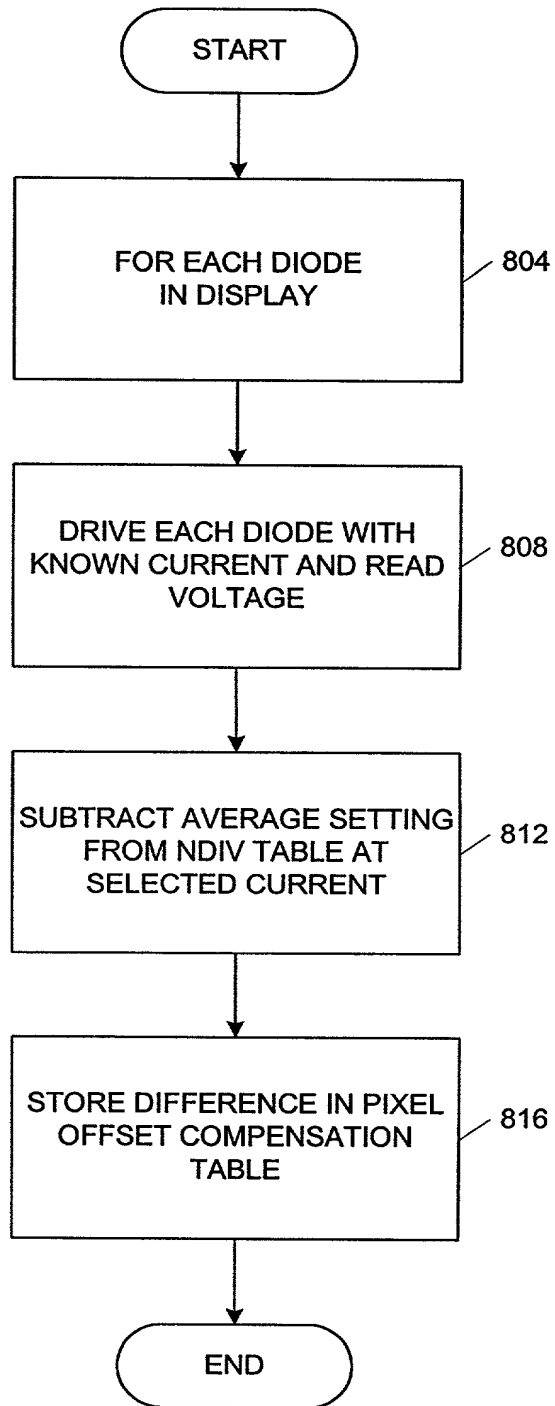 START
FOR EACH DIODE
IN DISPLAY
804
DRIVE EACH DIODE WITH
KNOWN CURRENT AND READ
VOLTAGE
808
SUBTRACT AVERAGE SETTING
FROM NDIV TABLE AT
SELECTED CURRENT
812
STORE DIFFERENCE IN PIXEL
OFFSET COMPENSATION
TABLE
816
END